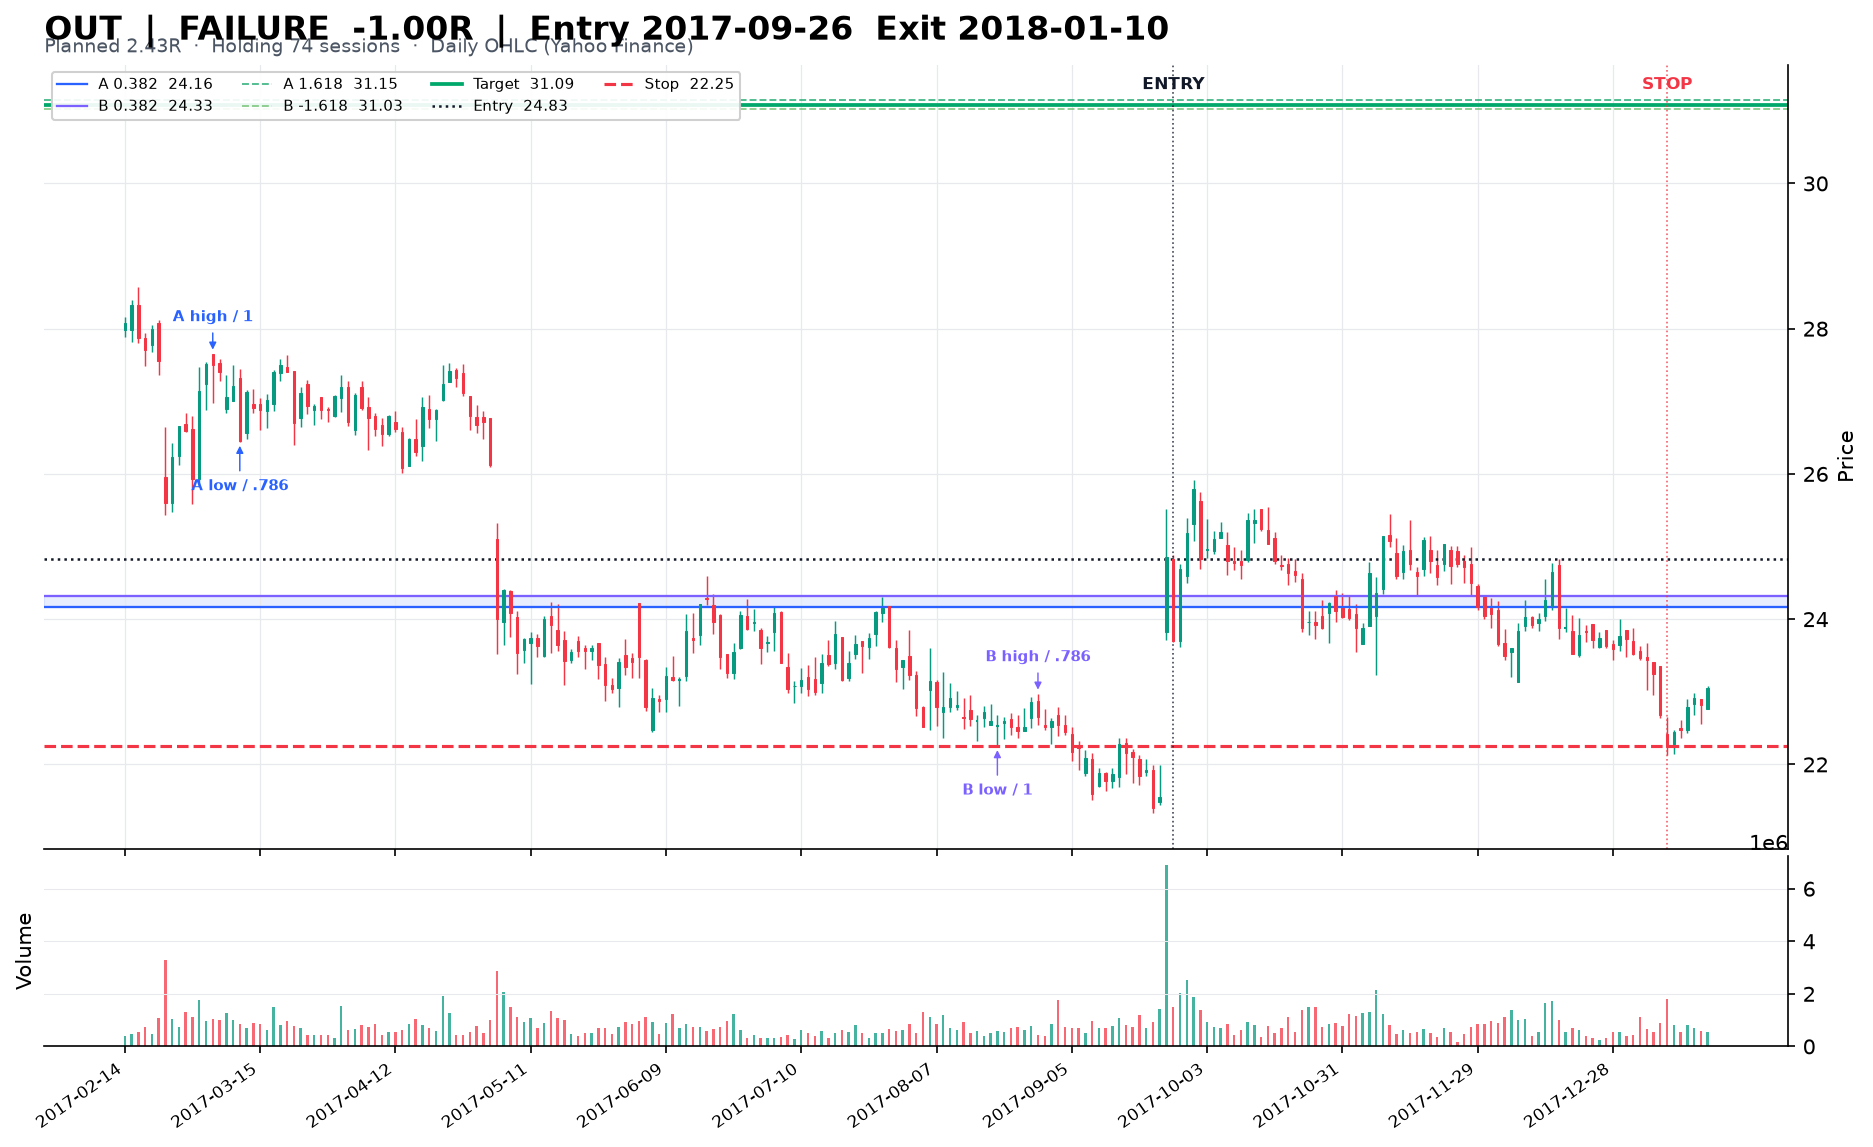 OUT | FAILURE -1.00R | Entry 2017-09-26 Exit 2018-01-10
Planned 2.43R · Holding 74 sessions · Daily OHLC (Yahoo Finance)
A 0.382 24.16
A 1.618 31.15
Target 31.09
Stop 22.25
B 0.382 24.33
B -1.618 31.03
Entry 24.83
ENTRY
STOP
A high / 1
A low / .786
B high / .786
B low / 1
30
28
26
24
22
Price
1e6
6
4
2
0
Volume
2017-02-14
2017-03-15
2017-04-12
2017-05-11
2017-06-09
2017-07-10
2017-08-07
2017-09-05
2017-10-03
2017-10-31
2017-11-29
2017-12-28